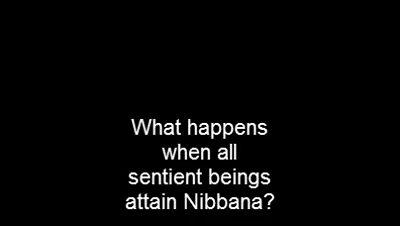 What happens
when all
sentient beings
attain Nibbana?